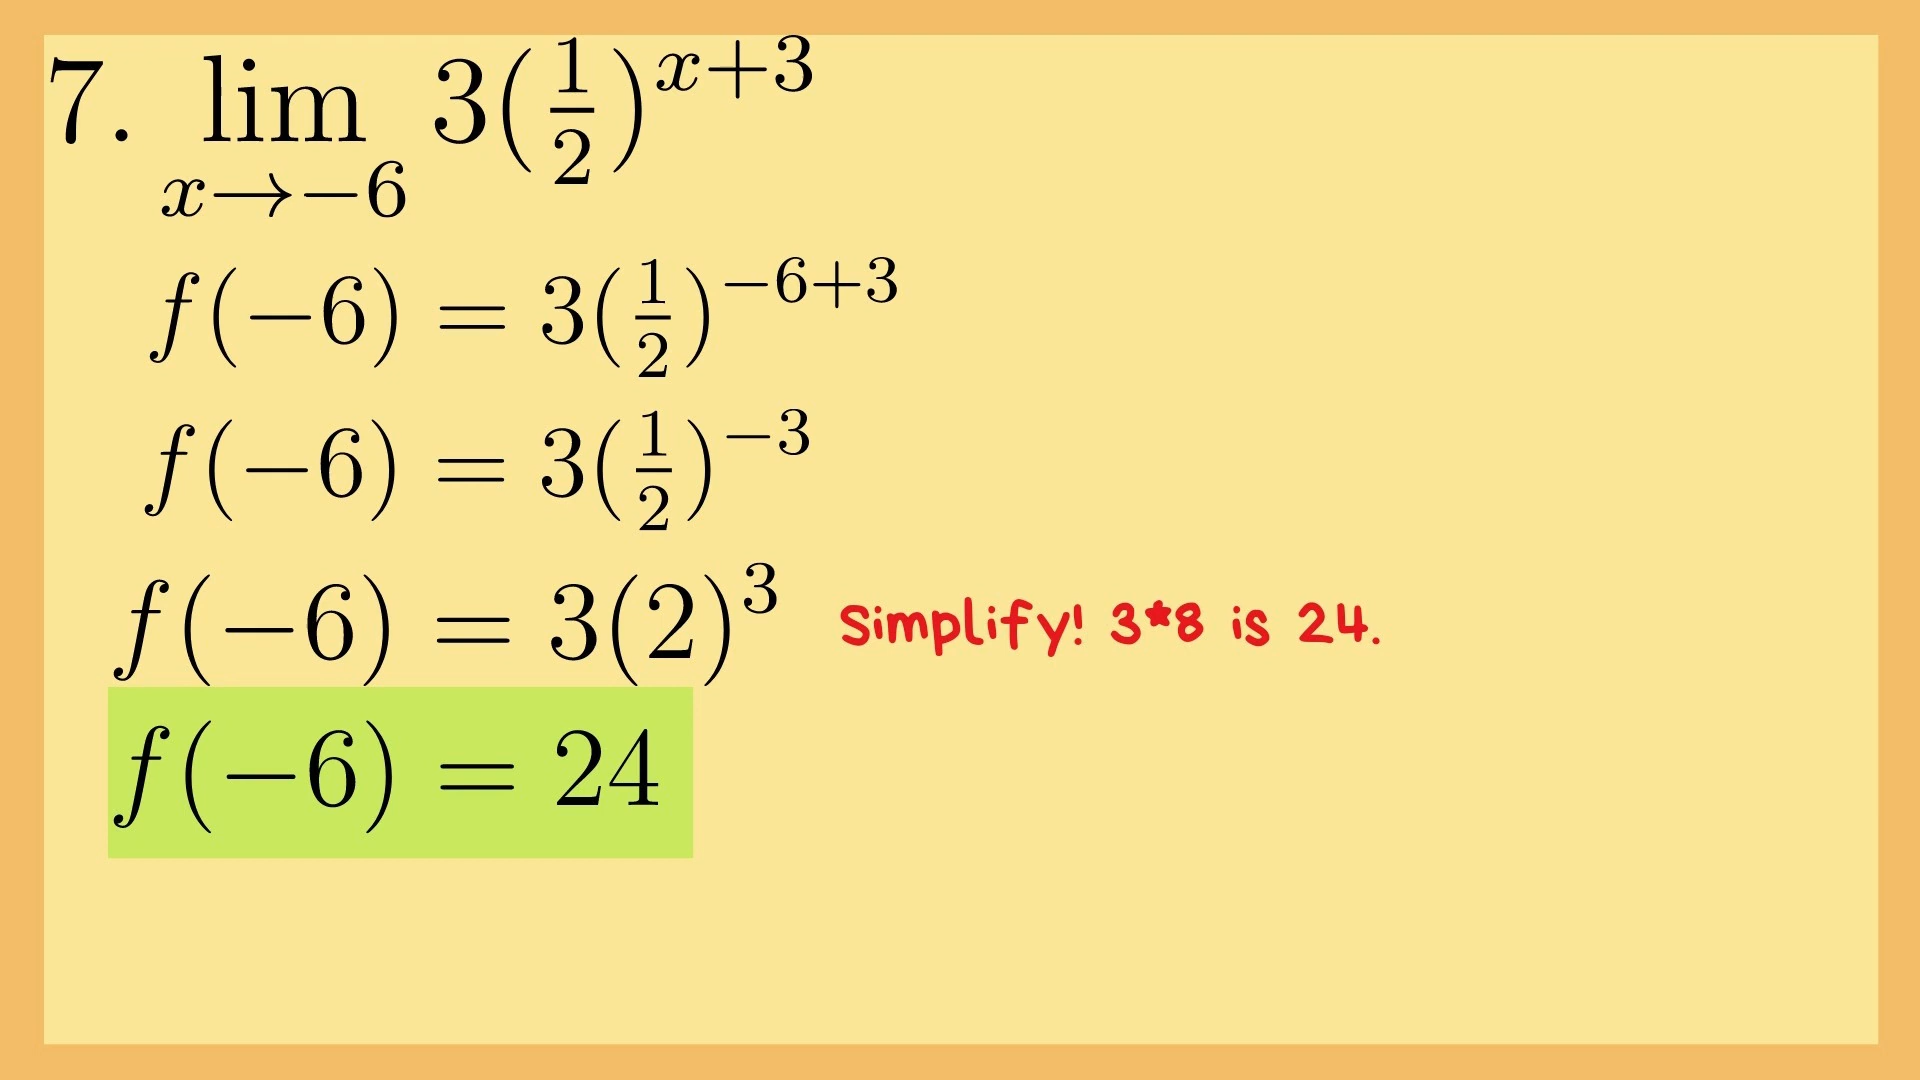 7. lim 3(1/2)^{x+3}
x→−6
f(−6) = 3(1/2)^{−6+3}
f(−6) = 3(1/2)^{−3}
f(−6) = 3(2)^3 Simplify! 3*8 is 24.
f(−6) = 24